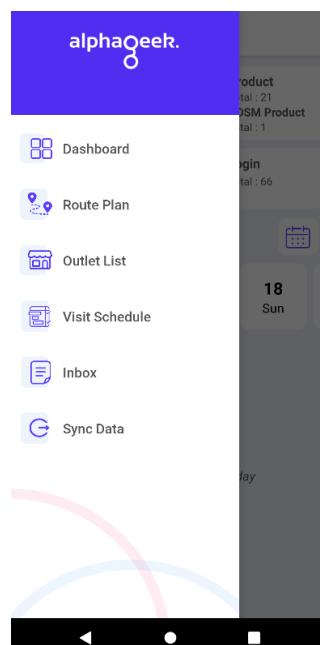 alphageek.
Dashboard
Route Plan
Outlet List
Visit Schedule
Inbox
Sync Data
oduct
tal : 21
OSM Product
tal : 1
ogin
tal : 66
18
Sun
day